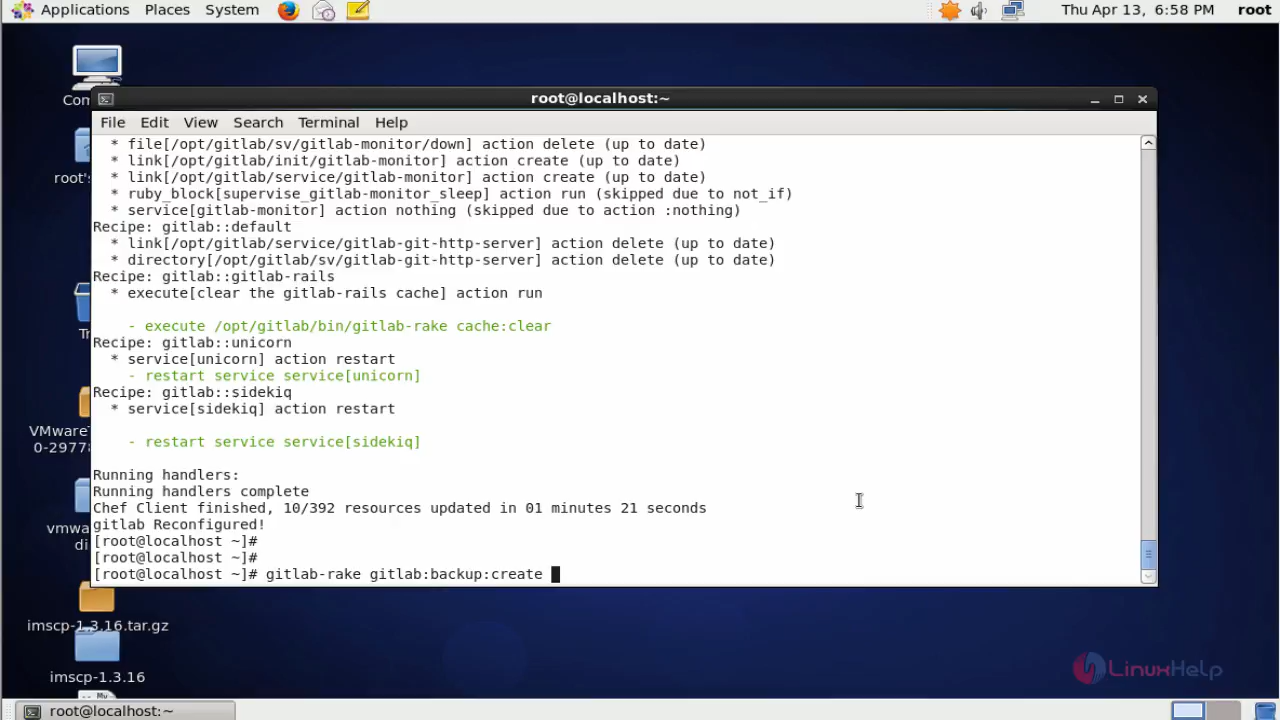 Applications Places System Thu Apr 13, 6:58 PM root
Com
root's
root@localhost:~
File Edit View Search Terminal Help
* file[/opt/gitlab/sv/gitlab-monitor/down] action delete (up to date)
* link[/opt/gitlab/init/gitlab-monitor] action create (up to date)
* link[/opt/gitlab/service/gitlab-monitor] action create (up to date)
* ruby_block[supervise_gitlab-monitor_sleep] action run (skipped due to not_if)
* service[gitlab-monitor] action nothing (skipped due to action :nothing)
Recipe: gitlab::default
* link[/opt/gitlab/service/gitlab-git-http-server] action delete (up to date)
* directory[/opt/gitlab/sv/gitlab-git-http-server] action delete (up to date)
Recipe: gitlab::gitlab-rails
* execute[clear the gitlab-rails cache] action run
- execute /opt/gitlab/bin/gitlab-rake cache:clear
Recipe: gitlab::unicorn
* service[unicorn] action restart
- restart service service[unicorn]
Recipe: gitlab::sidekiq
* service[sidekiq] action restart
- restart service service[sidekiq]
Running handlers:
Running handlers complete
Chef Client finished, 10/392 resources updated in 01 minutes 21 seconds
gitlab Reconfigured!
[root@localhost ~]#
[root@localhost ~]#
[root@localhost ~]# gitlab-rake gitlab:backup:create
Tr
VMwareT
0-29778
vmwa
di
imscp-1.3.16.tar.gz
imscp-1.3.16
My
LinuxHelp
root@localhost:~